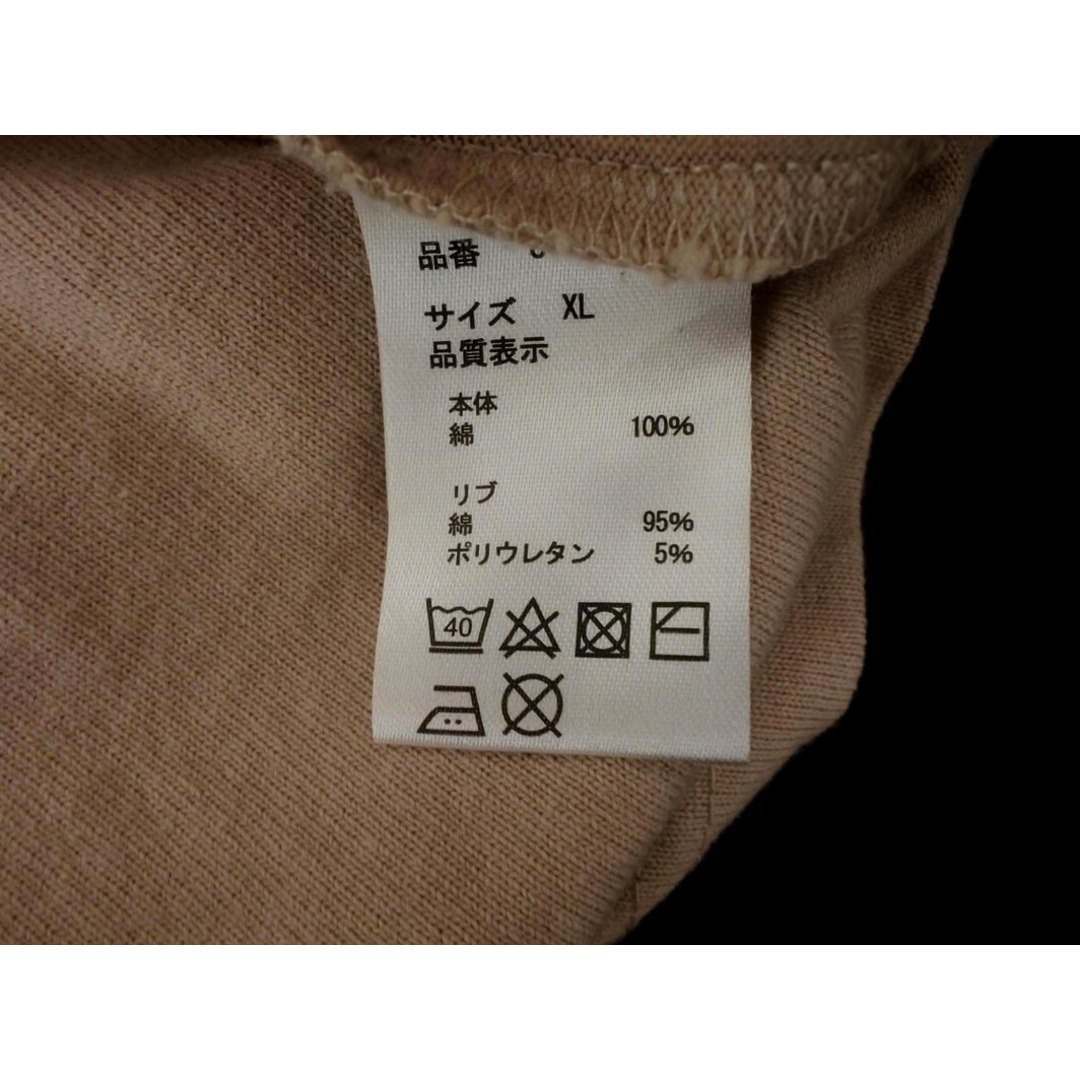 品番
サイズ XL
品質表示
本体
綿 100%
リブ
綿 95%
ポリウレタン 5%
40